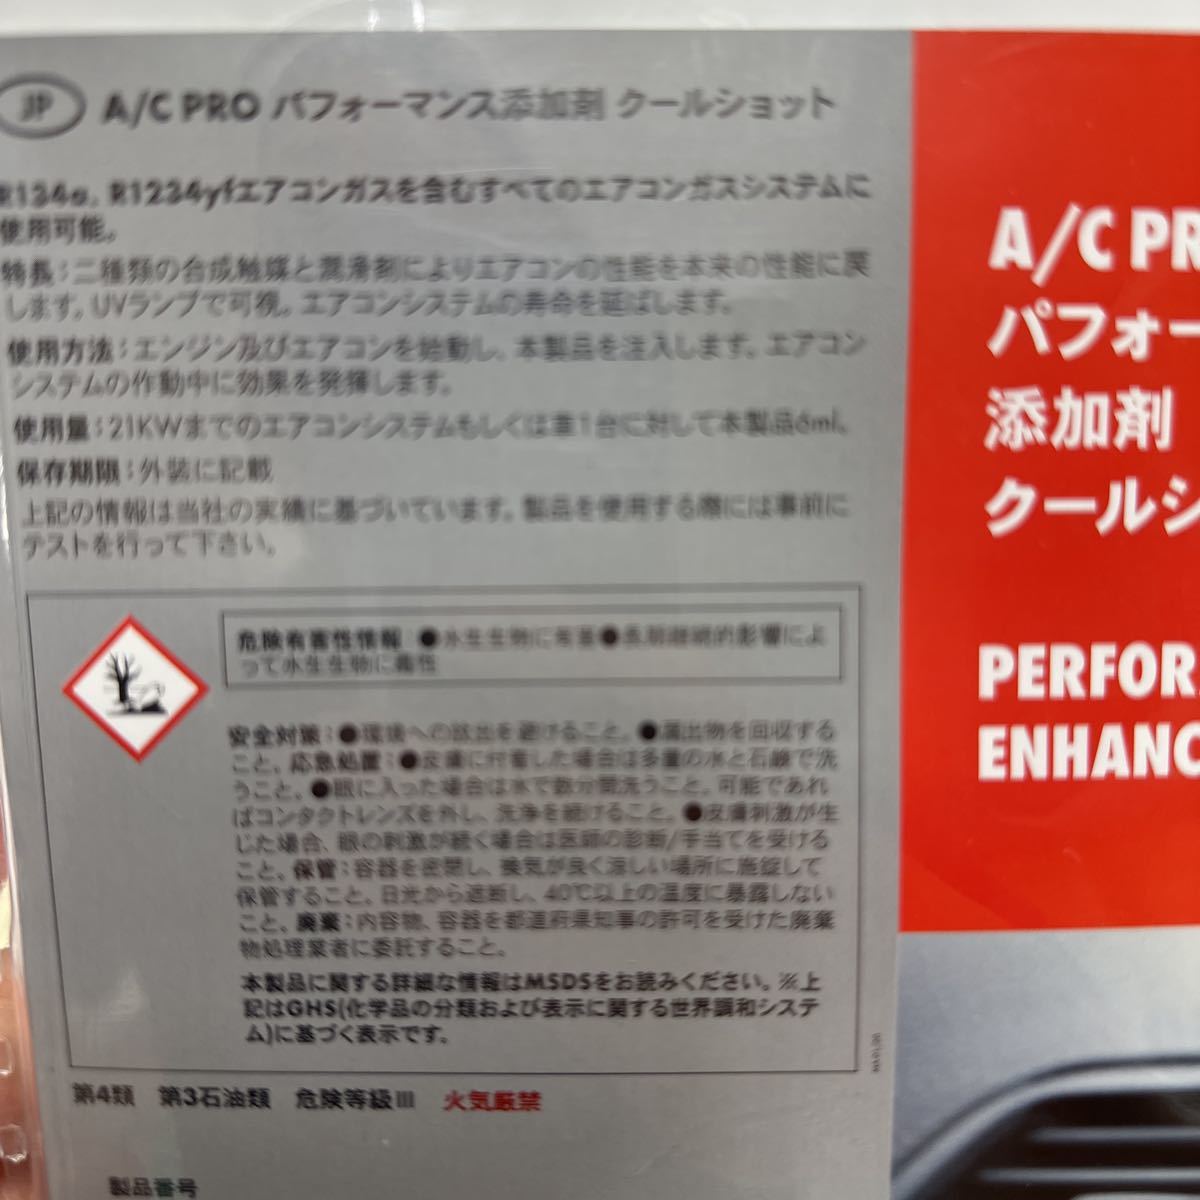 JP A/C PRO パフォーマンス添加剤 クールショット
R134a、R1234yfエアコンガスを含むすべてのエアコンガスシステムに
使用可能。
特長：二種類の合成触媒と潤滑剤によりエアコンの性能を本来の性能に戻
します。UVランプで可視。エアコンシステムの寿命を延ばします。
使用方法：エンジン及びエアコンを始動し、本製品を注入します。エアコン
システムの作動中に効果を発揮します。
使用量：21KWまでのエアコンシステムもしくは車1台に対して本製品6ml。
保存期限：外装に記載
上記の情報は当社の実績に基づいています。製品を使用する際には事前に
テストを行って下さい。
危険有害性情報：●水生生物に有害●長期継続的影響によ
って水生生物に毒性
安全対策：●環境への放出を避けること。●漏出物を回収する
こと。応急処置：●皮膚に付着した場合は多量の水と石鹸で洗
うこと。●眼に入った場合は水で数分間洗うこと。可能であれ
ばコンタクトレンズを外し、洗浄を続けること。●皮膚刺激が生
じた場合、眼の刺激が続く場合は医師の診断/手当てを受ける
こと。保管：容器を密閉し、換気が良く涼しい場所に施錠して
保管すること。日光から遮断し、40℃以上の温度に暴露しない
こと。廃棄：内容物、容器を都道府県知事の許可を受けた廃棄
物処理業者に委託すること。
本製品に関する詳細な情報はMSDSをお読みください。※上
記はGHS(化学品の分類および表示に関する世界調和システ
ム)に基づく表示です。
第4類 第3石油類 危険等級Ⅲ 火気厳禁
製品番号
A/C PR
パフォー
添加剤
クールシ
PERFOR
ENHANC